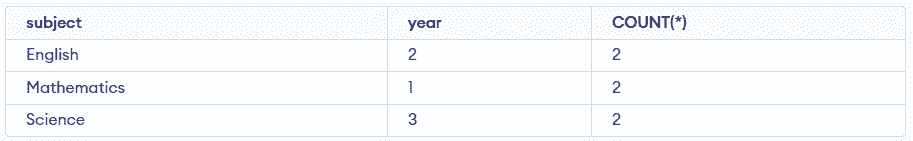 subject year COUNT(*)
English 2 2
Mathematics 1 2
Science 3 2